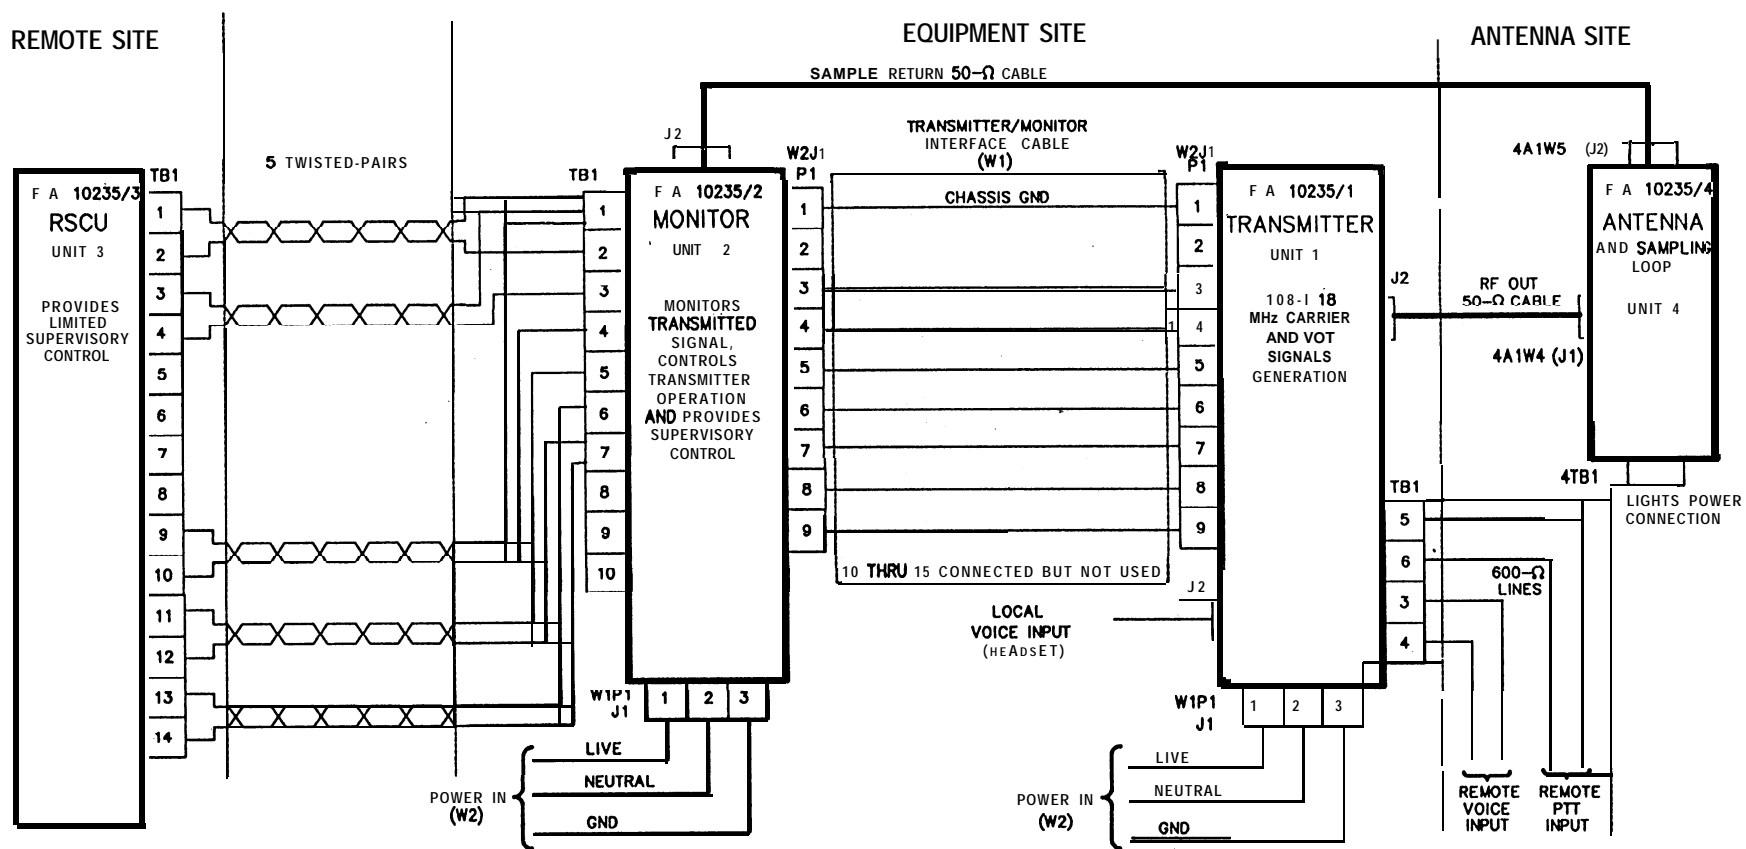 REMOTE SITE
EQUIPMENT SITE
ANTENNA SITE
SAMPLE RETURN 50-Ω CABLE
5 TWISTED-PAIRS
TB1
F A 10235/3
RSCU
UNIT 3
PROVIDES
LIMITED
SUPERVISORY
CONTROL
1
2
3
4
5
6
7
8
9
10
11
12
13
14
J2
TB1
1
2
3
4
5
6
7
8
9
10
F A 10235/2
MONITOR
UNIT 2
MONITORS
TRANSMITTED
SIGNAL,
CONTROLS
TRANSMITTER
OPERATION
AND PROVIDES
SUPERVISORY
CONTROL
W2J1
P1
1
2
3
4
5
6
7
8
9
TRANSMITTER/MONITOR
INTERFACE CABLE
(W1)
CHASSIS GND
10 THRU 15 CONNECTED BUT NOT USED
W2J1
P1
1
2
3
4
5
6
7
8
9
J2
LOCAL
VOICE INPUT
(HEADSET)
F A 10235/1
TRANSMITTER
UNIT 1
108-I 18
MHz CARRIER
AND VOT
SIGNALS
GENERATION
J2
RF OUT
50-Ω CABLE
4A1W4 (J1)
4A1W5 (J2)
F A 10235/4
ANTENNA
AND SAMPLING
LOOP
UNIT 4
4TB1
LIGHTS POWER
CONNECTION
TB1
5
6
3
4
600-Ω
LINES
REMOTE
VOICE
INPUT
REMOTE
PTT
INPUT
W1P1
J1
1 2 3
LIVE
NEUTRAL
GND
POWER IN
(W2)
W1P1
J1
1 2 3
LIVE
NEUTRAL
GND
POWER IN
(W2)